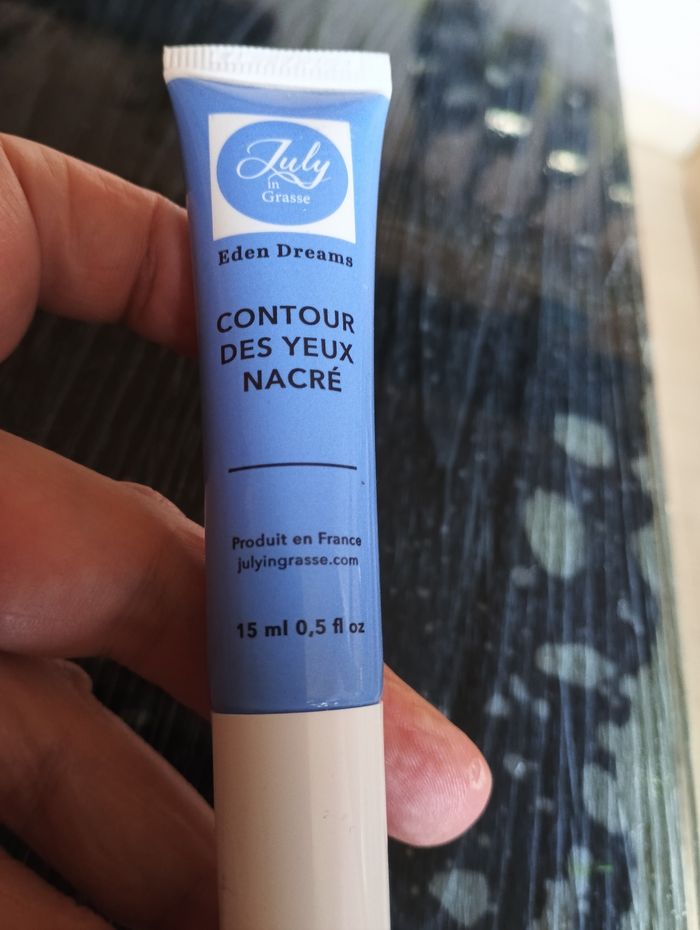 July
in
Grasse
Eden Dreams
CONTOUR
DES YEUX
NACRÉ
Produit en France
julyingrasse.com
15 ml 0,5 fl oz